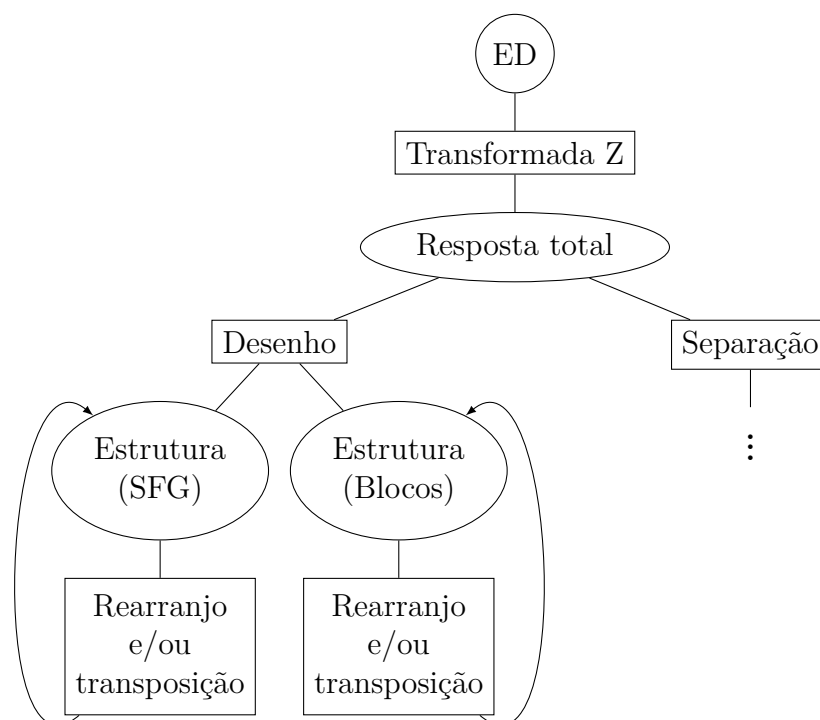 ED
Transformada Z
Resposta total
Desenho
Separação
Estrutura
(SFG)
Estrutura
(Blocos)
Rearranjo
e/ou
transposição
Rearranjo
e/ou
transposição